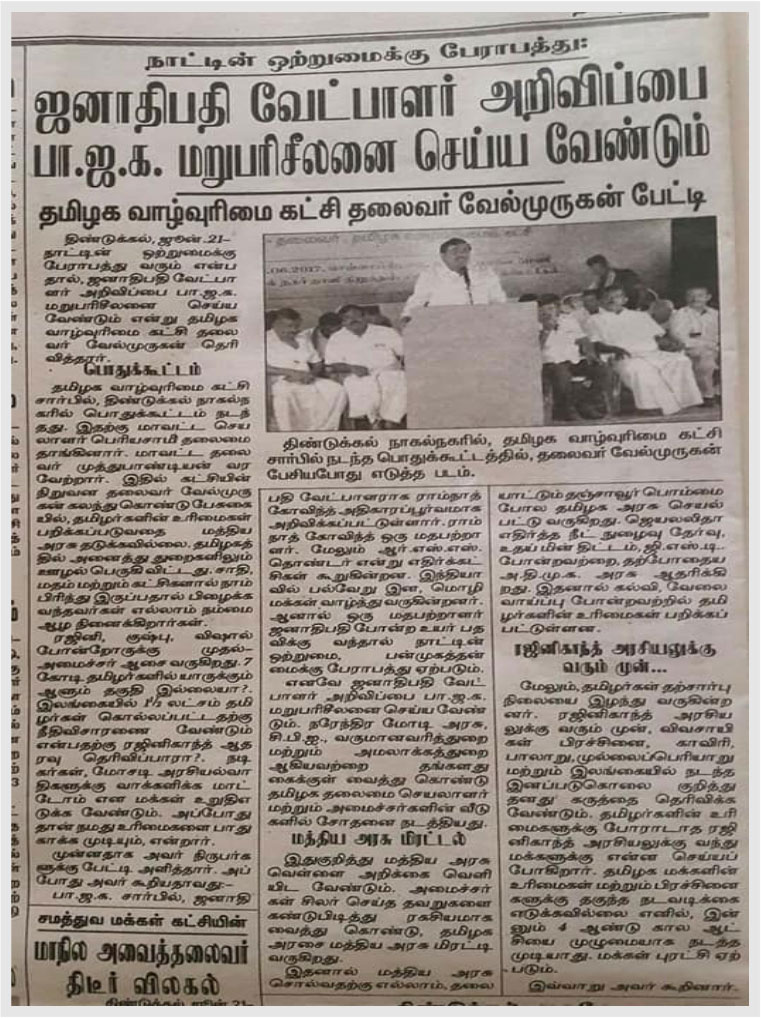 நாட்டின் ஒற்றுமைக்கு பேராபத்து:
ஜனாதிபதி வேட்பாளர் அறிவிப்பை
பா.ஜ.க. மறுபரிசீலனை செய்ய வேண்டும்
தமிழக வாழ்வுரிமை கட்சி தலைவர் வேல்முருகன் பேட்டி
திண்டுக்கல், ஜூன்.21-
நாட்டின் ஒற்றுமைக்கு
பேராபத்து வரும் என்ப
தால், ஜனாதிபதி வேட்பா
ளர் அறிவிப்பை பா.ஜ.க.
மறுபரிசீலனை செய்ய
வேண்டும் என்று தமிழக
வாழ்வுரிமை கட்சி தலை
வர் வேல்முருகன் தெரி
வித்தார்.
பொதுக்கூட்டம்
தமிழக வாழ்வுரிமை கட்சி
சார்பில், திண்டுக்கல் நாகல்ந
கரில் பொதுக்கூட்டம் நடந்
தது. இதற்கு மாவட்ட செய
லாளர் பெரியசாமி தலைமை
தாங்கினார். மாவட்ட தலை
வர் முத்துபாண்டியன் வர
வேற்றார். இதில் கட்சியின்
நிறுவன தலைவர் வேல்முரு
கன் கலந்து கொண்டு பேசுகை
யில், தமிழர்களின் உரிமைகள்
பறிக்கப்படுவதை மத்திய
அரசு தடுக்கவில்லை. தமிழகத்
தில் அனைத்து துறைகளிலும்
ஊழல் பெருகிவிட்டது. சாதி,
மதம் மற்றும் கட்சிகளால் நாம்
பிரிந்து இருப்பதால் பிழைக்க
வந்தவர்கள் எல்லாம் நம்மை
ஆழ நினைக்கிறார்கள்.
ரஜினி, குஷ்பு, விஷால்
போன்றோருக்கு முதல்-
அமைச்சர் ஆசை வருகிறது. 7
கோடி தமிழர்களில் யாருக்கும்
ஆளும் தகுதி இல்லையா?.
இலங்கையில் 1½ லட்சம் தமி
ழர்கள் கொல்லப்பட்டதற்கு
நீதிவிசாரணை வேண்டும்
என்பதற்கு ரஜினிகாந்த் ஆத
ரவு தெரிவிப்பாரா?. நடி
கர்கள், மோசடி அரசியல்வா
திகளுக்கு வாக்களிக்க மாட்
டோம் என மக்கள் உறுதிஎ
டுக்க வேண்டும். அப்போது
தான் நமது உரிமைகளை பாது
காக்க முடியும், என்றார்.
முன்னதாக அவர் நிருபர்க
ளுக்கு பேட்டி அளித்தார். அப்
போது அவர் கூறியதாவது:-
பா.ஜ.க. சார்பில், ஜனாதி
சமத்துவ மக்கள் கட்சியின்
மாநில அவைத்தலைவர்
திடீர் விலகல்
திண்டுக்கல், ஜூன் 21-
தலைவர், தமிழக
திண்டுக்கல் நாகல்நகரில், தமிழக வாழ்வுரிமை கட்சி
சார்பில் நடந்த பொதுக்கூட்டத்தில், தலைவர் வேல்முருகன்
பேசியபோது எடுத்த படம்.
பதி வேட்பாளராக ராம்நாத்
கோவிந்த் அதிகாரப்பூர்வமாக
அறிவிக்கப்பட்டுள்ளார். ராம்
நாத் கோவிந்த் ஒரு மதபற்றா
ளர். மேலும் ஆர்.எஸ்.எஸ்.
தொண்டர் என்று எதிர்க்கட்
சிகள் கூறுகின்றன. இந்தியா
வில் பல்வேறு இன, மொழி
மக்கள் வாழ்ந்து வருகின்றனர்.
ஆனால் ஒரு மதபற்றாளர்
ஜனாதிபதி போன்ற உயர் பத
விக்கு வந்தால் நாட்டின்
ஒற்றுமை, பன்முகத்தன்
மைக்கு பேராபத்து ஏற்படும்.
எனவே ஜனாதிபதி வேட்
பாளர் அறிவிப்பை பா.ஜ.க.
மறுபரிசீலனை செய்ய வேண்
டும். நரேந்திர மோடி அரசு,
சி.பி.ஐ., வருமானவரித்துறை
மற்றும் அமலாக்கத்துறை
ஆகியவற்றை தங்களது
கைக்குள் வைத்து கொண்டு
தமிழக தலைமை செயலாளர்
மற்றும் அமைச்சர்களின் வீடு
களில் சோதனை நடத்தியது.
மத்திய அரசு மிரட்டல்
இதுகுறித்து மத்திய அரசு
வெள்ளை அறிக்கை வெளி
யிட வேண்டும். அமைச்சர்
கள் சிலர் செய்த தவறுகளை
கண்டுபிடித்து ரகசியமாக
வைத்து கொண்டு, தமிழக
அரசை மத்திய அரசு மிரட்டி
வருகிறது.
இதனால் மத்திய அரசு
சொல்வதற்கு எல்லாம், தலை
யாட்டும் தஞ்சாவூர் பொம்மை
போல தமிழக அரசு செயல்
பட்டு வருகிறது. ஜெயலலிதா
எதிர்த்த நீட் நுழைவு தேர்வு,
உதய் மின் திட்டம், ஜி.எஸ்.டி..
போன்றவற்றை, தற்போதைய
அ.தி.மு.க. அரசு ஆதரிக்கி
றது. இதனால் கல்வி, வேலை
வாய்ப்பு போன்றவற்றில் தமி
ழர்களின் உரிமைகள் பறிக்கப்
பட்டுள்ளன.
ரஜினிகாந்த் அரசியலுக்கு
வரும் முன்...
மேலும், தமிழர்கள் தற்சார்பு
நிலையை இழந்து வருகின்ற
னர். ரஜினிகாந்த் அரசிய
லுக்கு வரும் முன், விவசாயி
கள் பிரச்சினை, காவிரி,
பாலாறு, முல்லைப்பெரியாறு
மற்றும் இலங்கையில் நடந்த
இனப்படுகொலை குறித்து
தனது கருத்தை தெரிவிக்க
வேண்டும். தமிழர்களின் உரி
மைகளுக்கு போராடாத ரஜி
னிகாந்த் அரசியலுக்கு வந்து
மக்களுக்கு என்ன செய்யப்
போகிறார். தமிழக மக்களின்
உரிமைகள் மற்றும் பிரச்சினை
களுக்கு தகுந்த நடவடிக்கை
எடுக்கவில்லை எனில், இன்
னும் 4 ஆண்டு கால ஆட்
சியை முழுமையாக நடத்த
முடியாது. மக்கள் புரட்சி ஏற்
படும்.
இவ்வாறு அவர் கூறினார்.